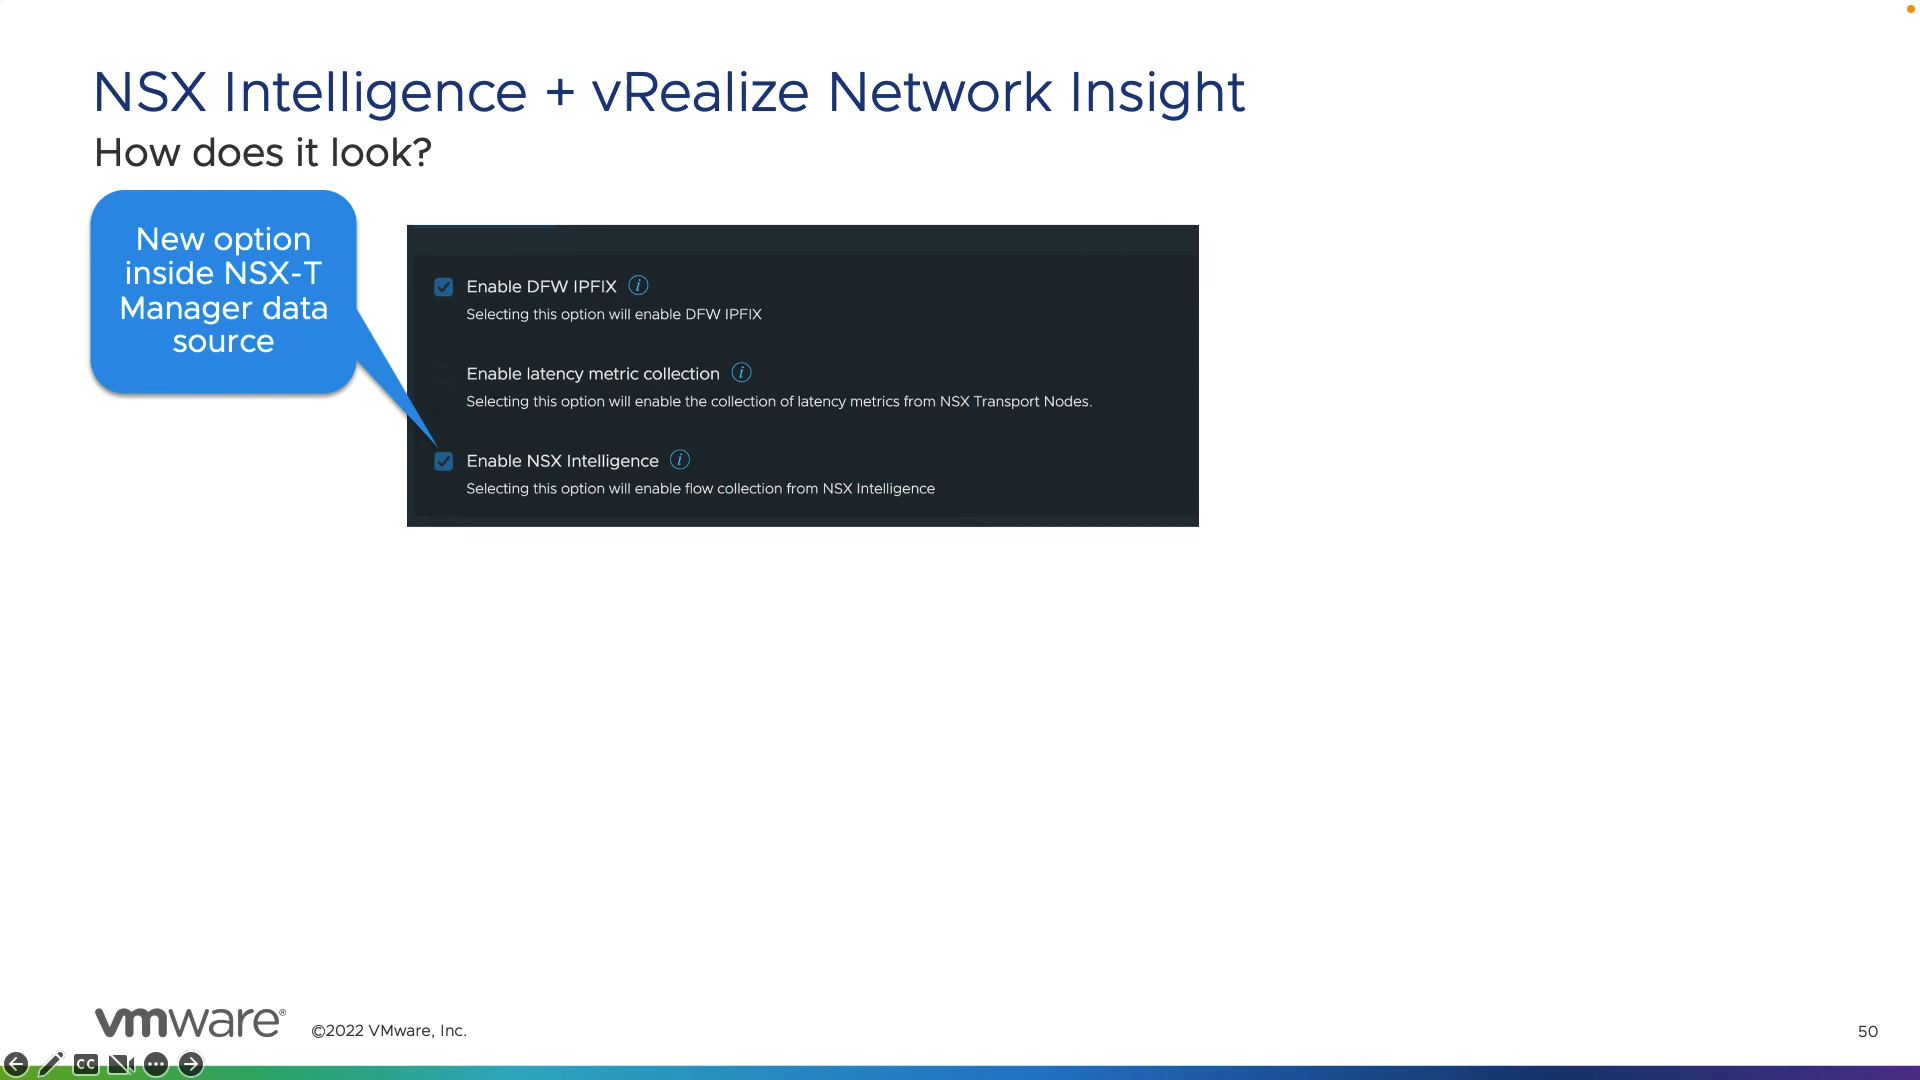 NSX Intelligence + vRealize Network Insight
How does it look?
New option
inside NSX-T
Manager data
source
Enable DFW IPFIX i
Selecting this option will enable DFW IPFIX
Enable latency metric collection i
Selecting this option will enable the collection of latency metrics from NSX Transport Nodes.
Enable NSX Intelligence i
Selecting this option will enable flow collection from NSX Intelligence
vmware®
©2022 VMware, Inc.
50
CC